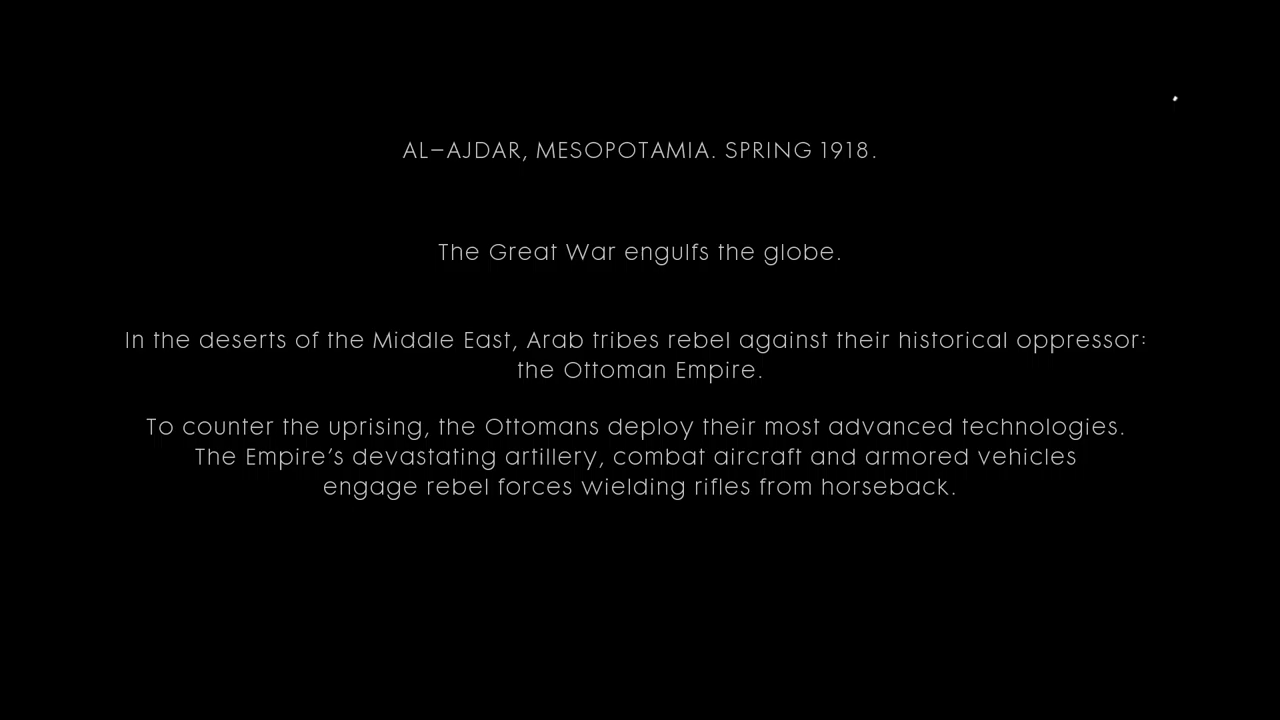 AL–AJDAR, MESOPOTAMIA. SPRING 1918.
The Great War engulfs the globe.
In the deserts of the Middle East, Arab tribes rebel against their historical oppressor:
the Ottoman Empire.
To counter the uprising, the Ottomans deploy their most advanced technologies.
The Empire’s devastating artillery, combat aircraft and armored vehicles
engage rebel forces wielding rifles from horseback.